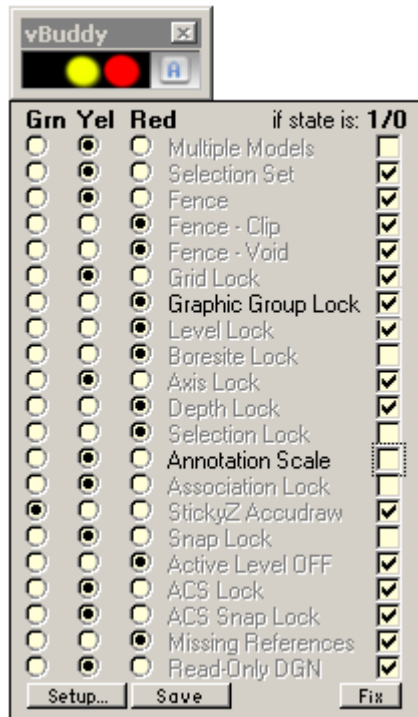 vBuddy
A
Grn Yel Red if state is: 1/0
Multiple Models
Selection Set
Fence
Fence - Clip
Fence - Void
Grid Lock
Graphic Group Lock
Level Lock
Boresite Lock
Axis Lock
Depth Lock
Selection Lock
Annotation Scale
Association Lock
StickyZ Accudraw
Snap Lock
Active Level OFF
ACS Lock
ACS Snap Lock
Missing References
Read-Only DGN
Setup... Save Fix